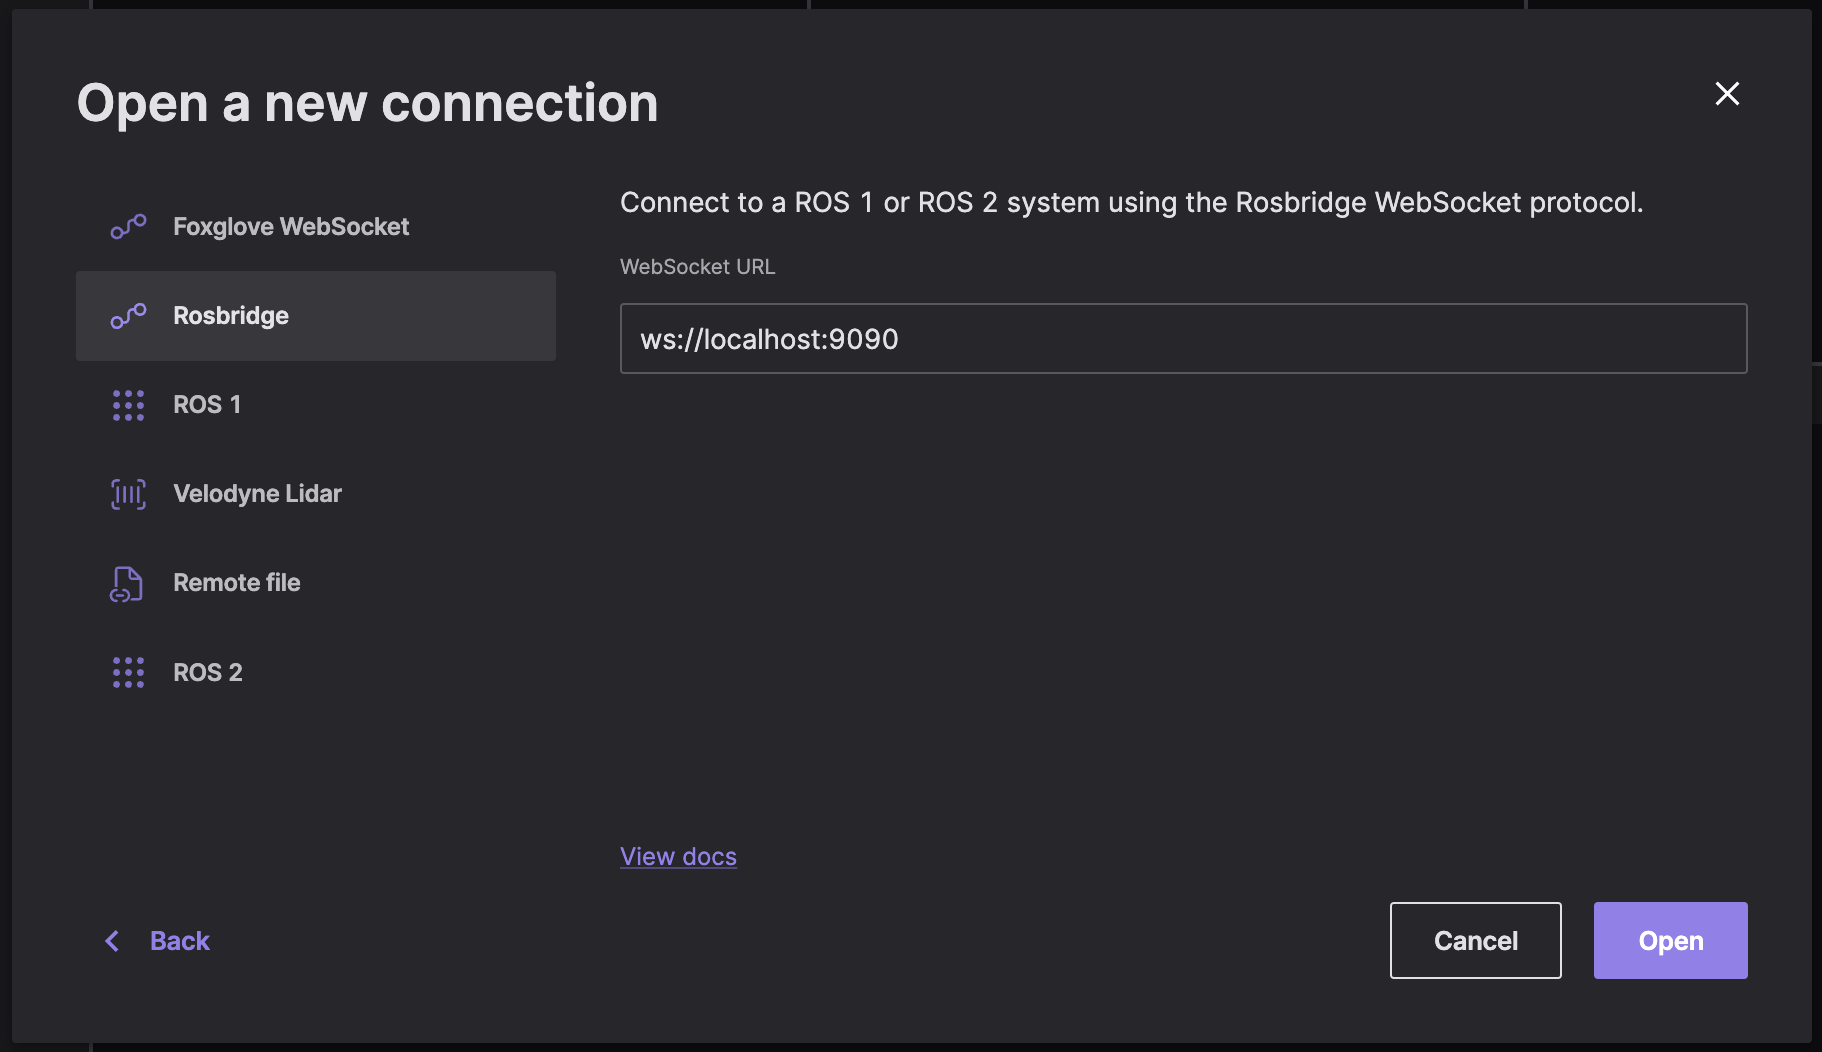 Open a new connection
Foxglove WebSocket
Rosbridge
ROS 1
Velodyne Lidar
Remote file
ROS 2
Connect to a ROS 1 or ROS 2 system using the Rosbridge WebSocket protocol.
WebSocket URL
ws://localhost:9090
View docs
Back
Cancel
Open